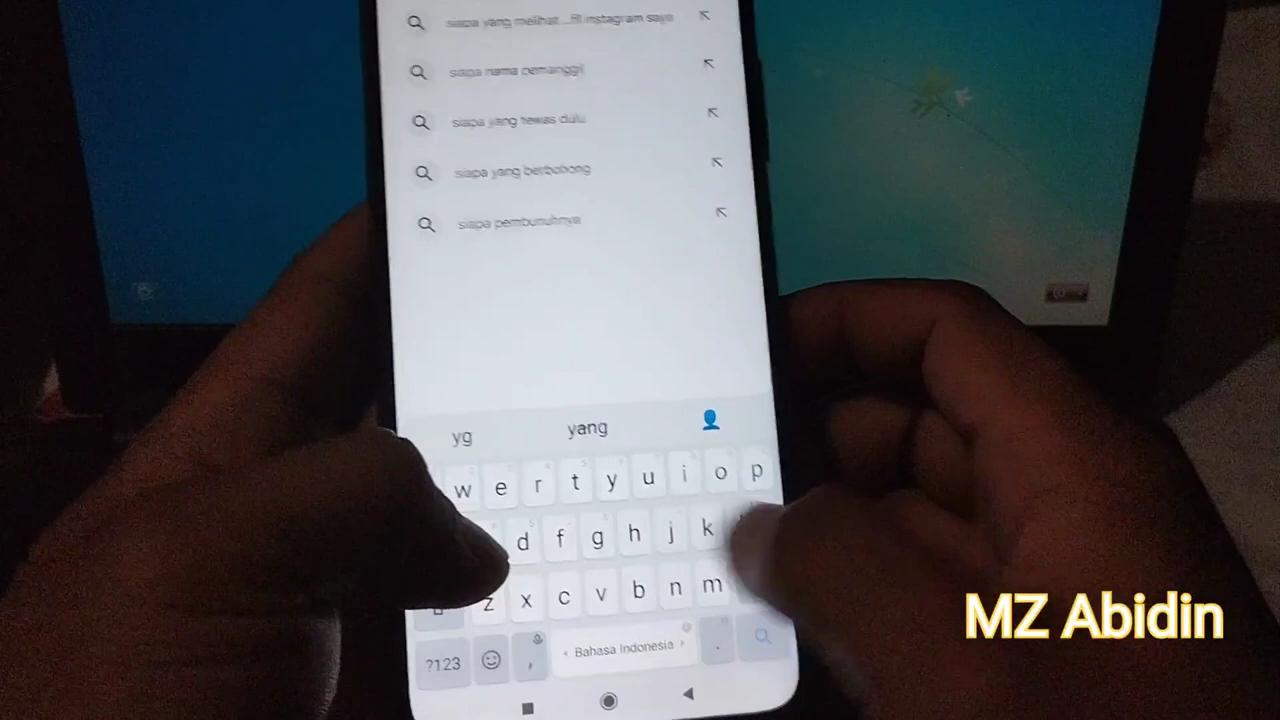 siapa yang melihat ... instagram saya
siapa nama pemanggil
siapa yang tewas dulu
siapa yang berbohong
siapa pembunuhnya
yg yang
w e r t y u i o p
d f g h j k
z x c v b n m
?123 , Bahasa Indonesia .
MZ Abidin